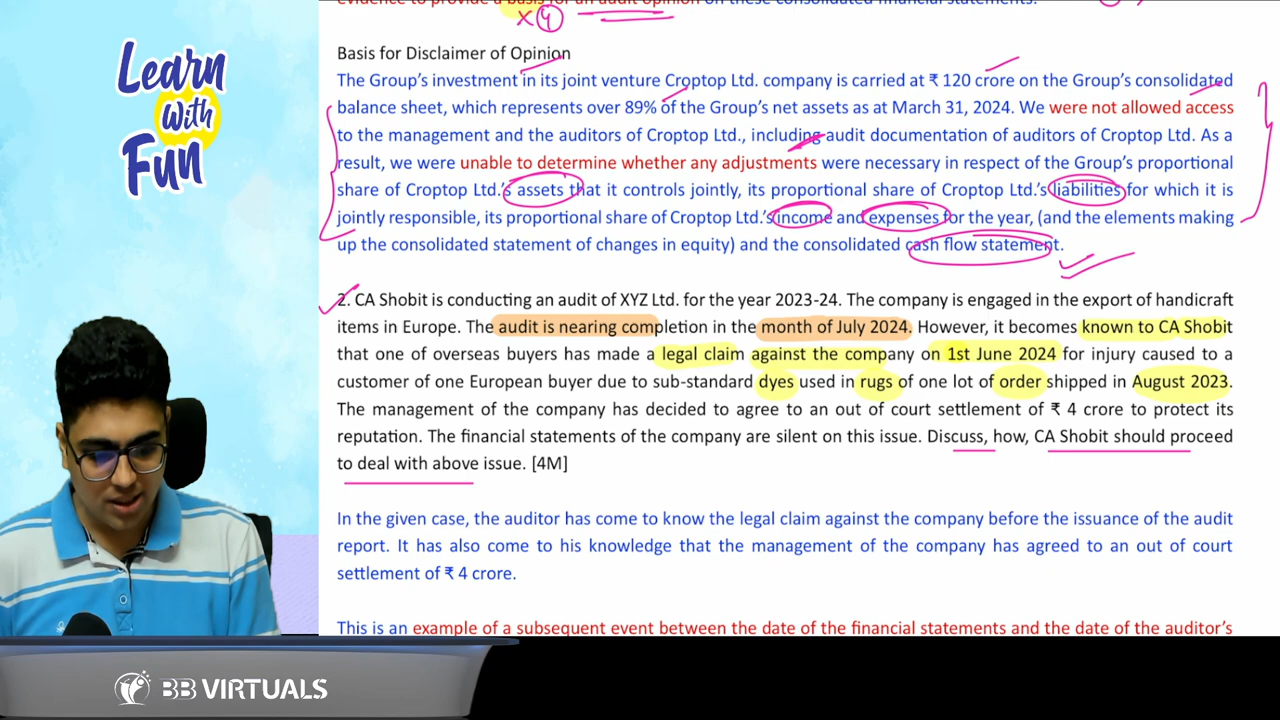 evidence to provide a basis for an audit opinion on these consolidated financial statements.
x 4
Learn
With
Fun
Basis for Disclaimer of Opinion
The Group's investment in its joint venture Croptop Ltd. company is carried at ₹ 120 crore on the Group's consolidated
balance sheet, which represents over 89% of the Group's net assets as at March 31, 2024. We were not allowed access
to the management and the auditors of Croptop Ltd., including audit documentation of auditors of Croptop Ltd. As a
result, we were unable to determine whether any adjustments were necessary in respect of the Group's proportional
share of Croptop Ltd.'s assets that it controls jointly, its proportional share of Croptop Ltd.'s liabilities for which it is
jointly responsible, its proportional share of Croptop Ltd.'s income and expenses for the year, (and the elements making
up the consolidated statement of changes in equity) and the consolidated cash flow statement.
2. CA Shobit is conducting an audit of XYZ Ltd. for the year 2023-24. The company is engaged in the export of handicraft
items in Europe. The audit is nearing completion in the month of July 2024. However, it becomes known to CA Shobit
that one of overseas buyers has made a legal claim against the company on 1st June 2024 for injury caused to a
customer of one European buyer due to sub-standard dyes used in rugs of one lot of order shipped in August 2023.
The management of the company has decided to agree to an out of court settlement of ₹ 4 crore to protect its
reputation. The financial statements of the company are silent on this issue. Discuss, how, CA Shobit should proceed
to deal with above issue. [4M]
In the given case, the auditor has come to know the legal claim against the company before the issuance of the audit
report. It has also come to his knowledge that the management of the company has agreed to an out of court
settlement of ₹ 4 crore.
This is an example of a subsequent event between the date of the financial statements and the date of the auditor's
BB VIRTUALS